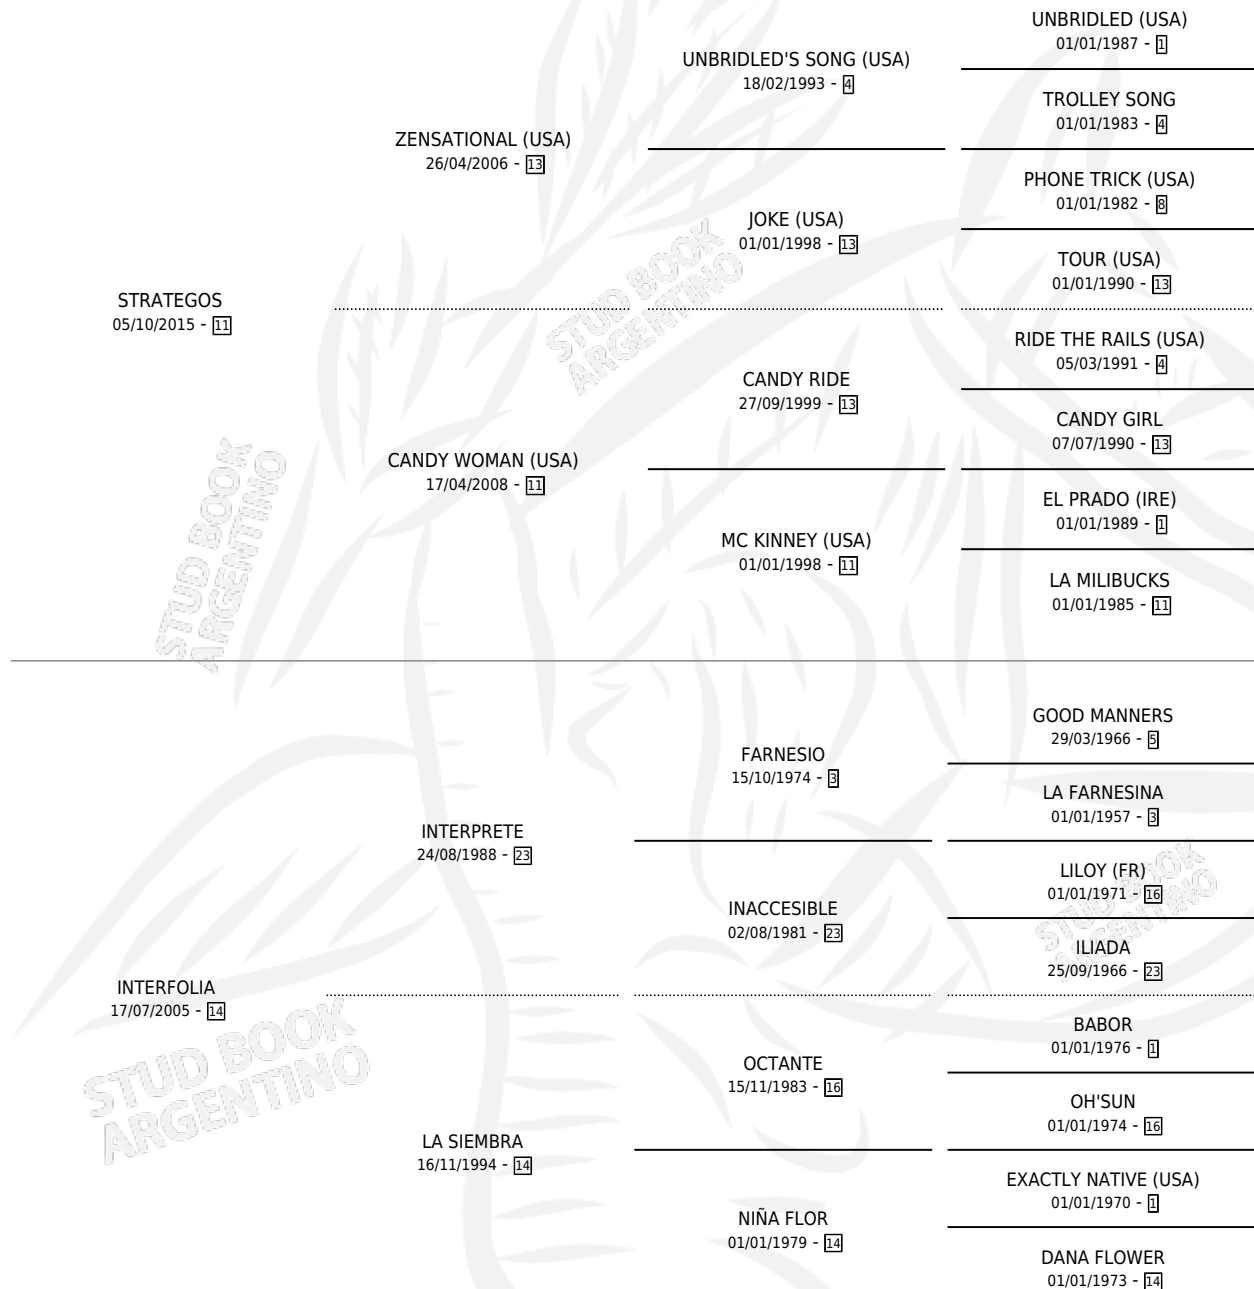 UNBRIDLED (USA)
01/01/1987 - 1
UNBRIDLED'S SONG (USA)
18/02/1993 - 4
TROLLEY SONG
01/01/1983 - 4
ZENSATIONAL (USA)
26/04/2006 - 13
PHONE TRICK (USA)
01/01/1982 - 8
JOKE (USA)
01/01/1998 - 13
TOUR (USA)
01/01/1990 - 13
STRATEGOS
05/10/2015 - 11
RIDE THE RAILS (USA)
05/03/1991 - 4
CANDY RIDE
27/09/1999 - 13
CANDY GIRL
07/07/1990 - 13
CANDY WOMAN (USA)
17/04/2008 - 11
EL PRADO (IRE)
01/01/1989 - 1
MC KINNEY (USA)
01/01/1998 - 11
LA MILIBUCKS
01/01/1985 - 11
GOOD MANNERS
29/03/1966 - 5
FARNESIO
15/10/1974 - 3
LA FARNESINA
01/01/1957 - 3
INTERPRETE
24/08/1988 - 23
LILOY (FR)
01/01/1971 - 16
INACCESIBLE
02/08/1981 - 23
ILIADA
25/09/1966 - 23
INTERFOLIA
17/07/2005 - 14
BABOR
01/01/1976 - 1
OCTANTE
15/11/1983 - 16
OH'SUN
01/01/1974 - 16
LA SIEMBRA
16/11/1994 - 14
EXACTLY NATIVE (USA)
01/01/1970 - 1
NIÑA FLOR
01/01/1979 - 14
DANA FLOWER
01/01/1973 - 14
STUD BOOK
ARGENTINO
STUD BOOK
ARGENTINO
STUD BOOK
ARGENTINO
STUD BOOK
ARGENTINO